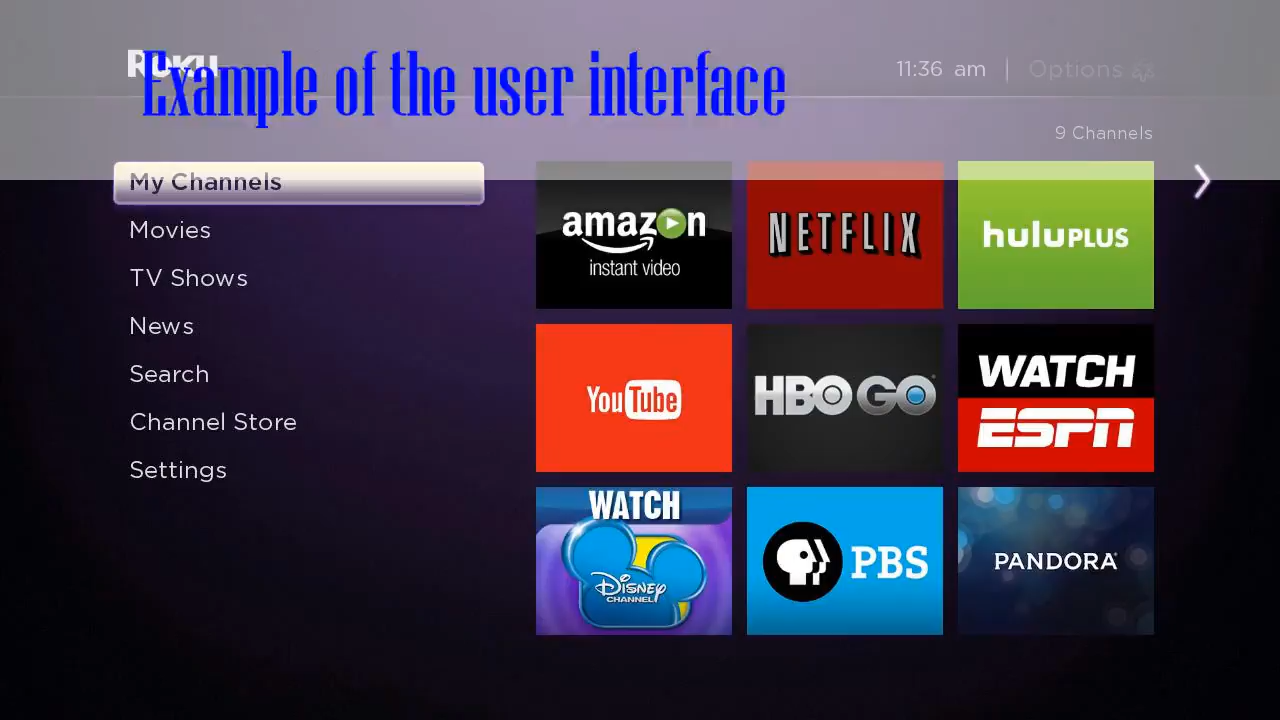 Roku
Example of the user interface
11:36 am | Options
9 Channels
My Channels
Movies
TV Shows
News
Search
Channel Store
Settings
amazon
instant video
NETFLIX
huluPLUS
YouTube
HBO GO
WATCH
ESPN
WATCH
DISNEY
CHANNEL
PBS
PANDORA